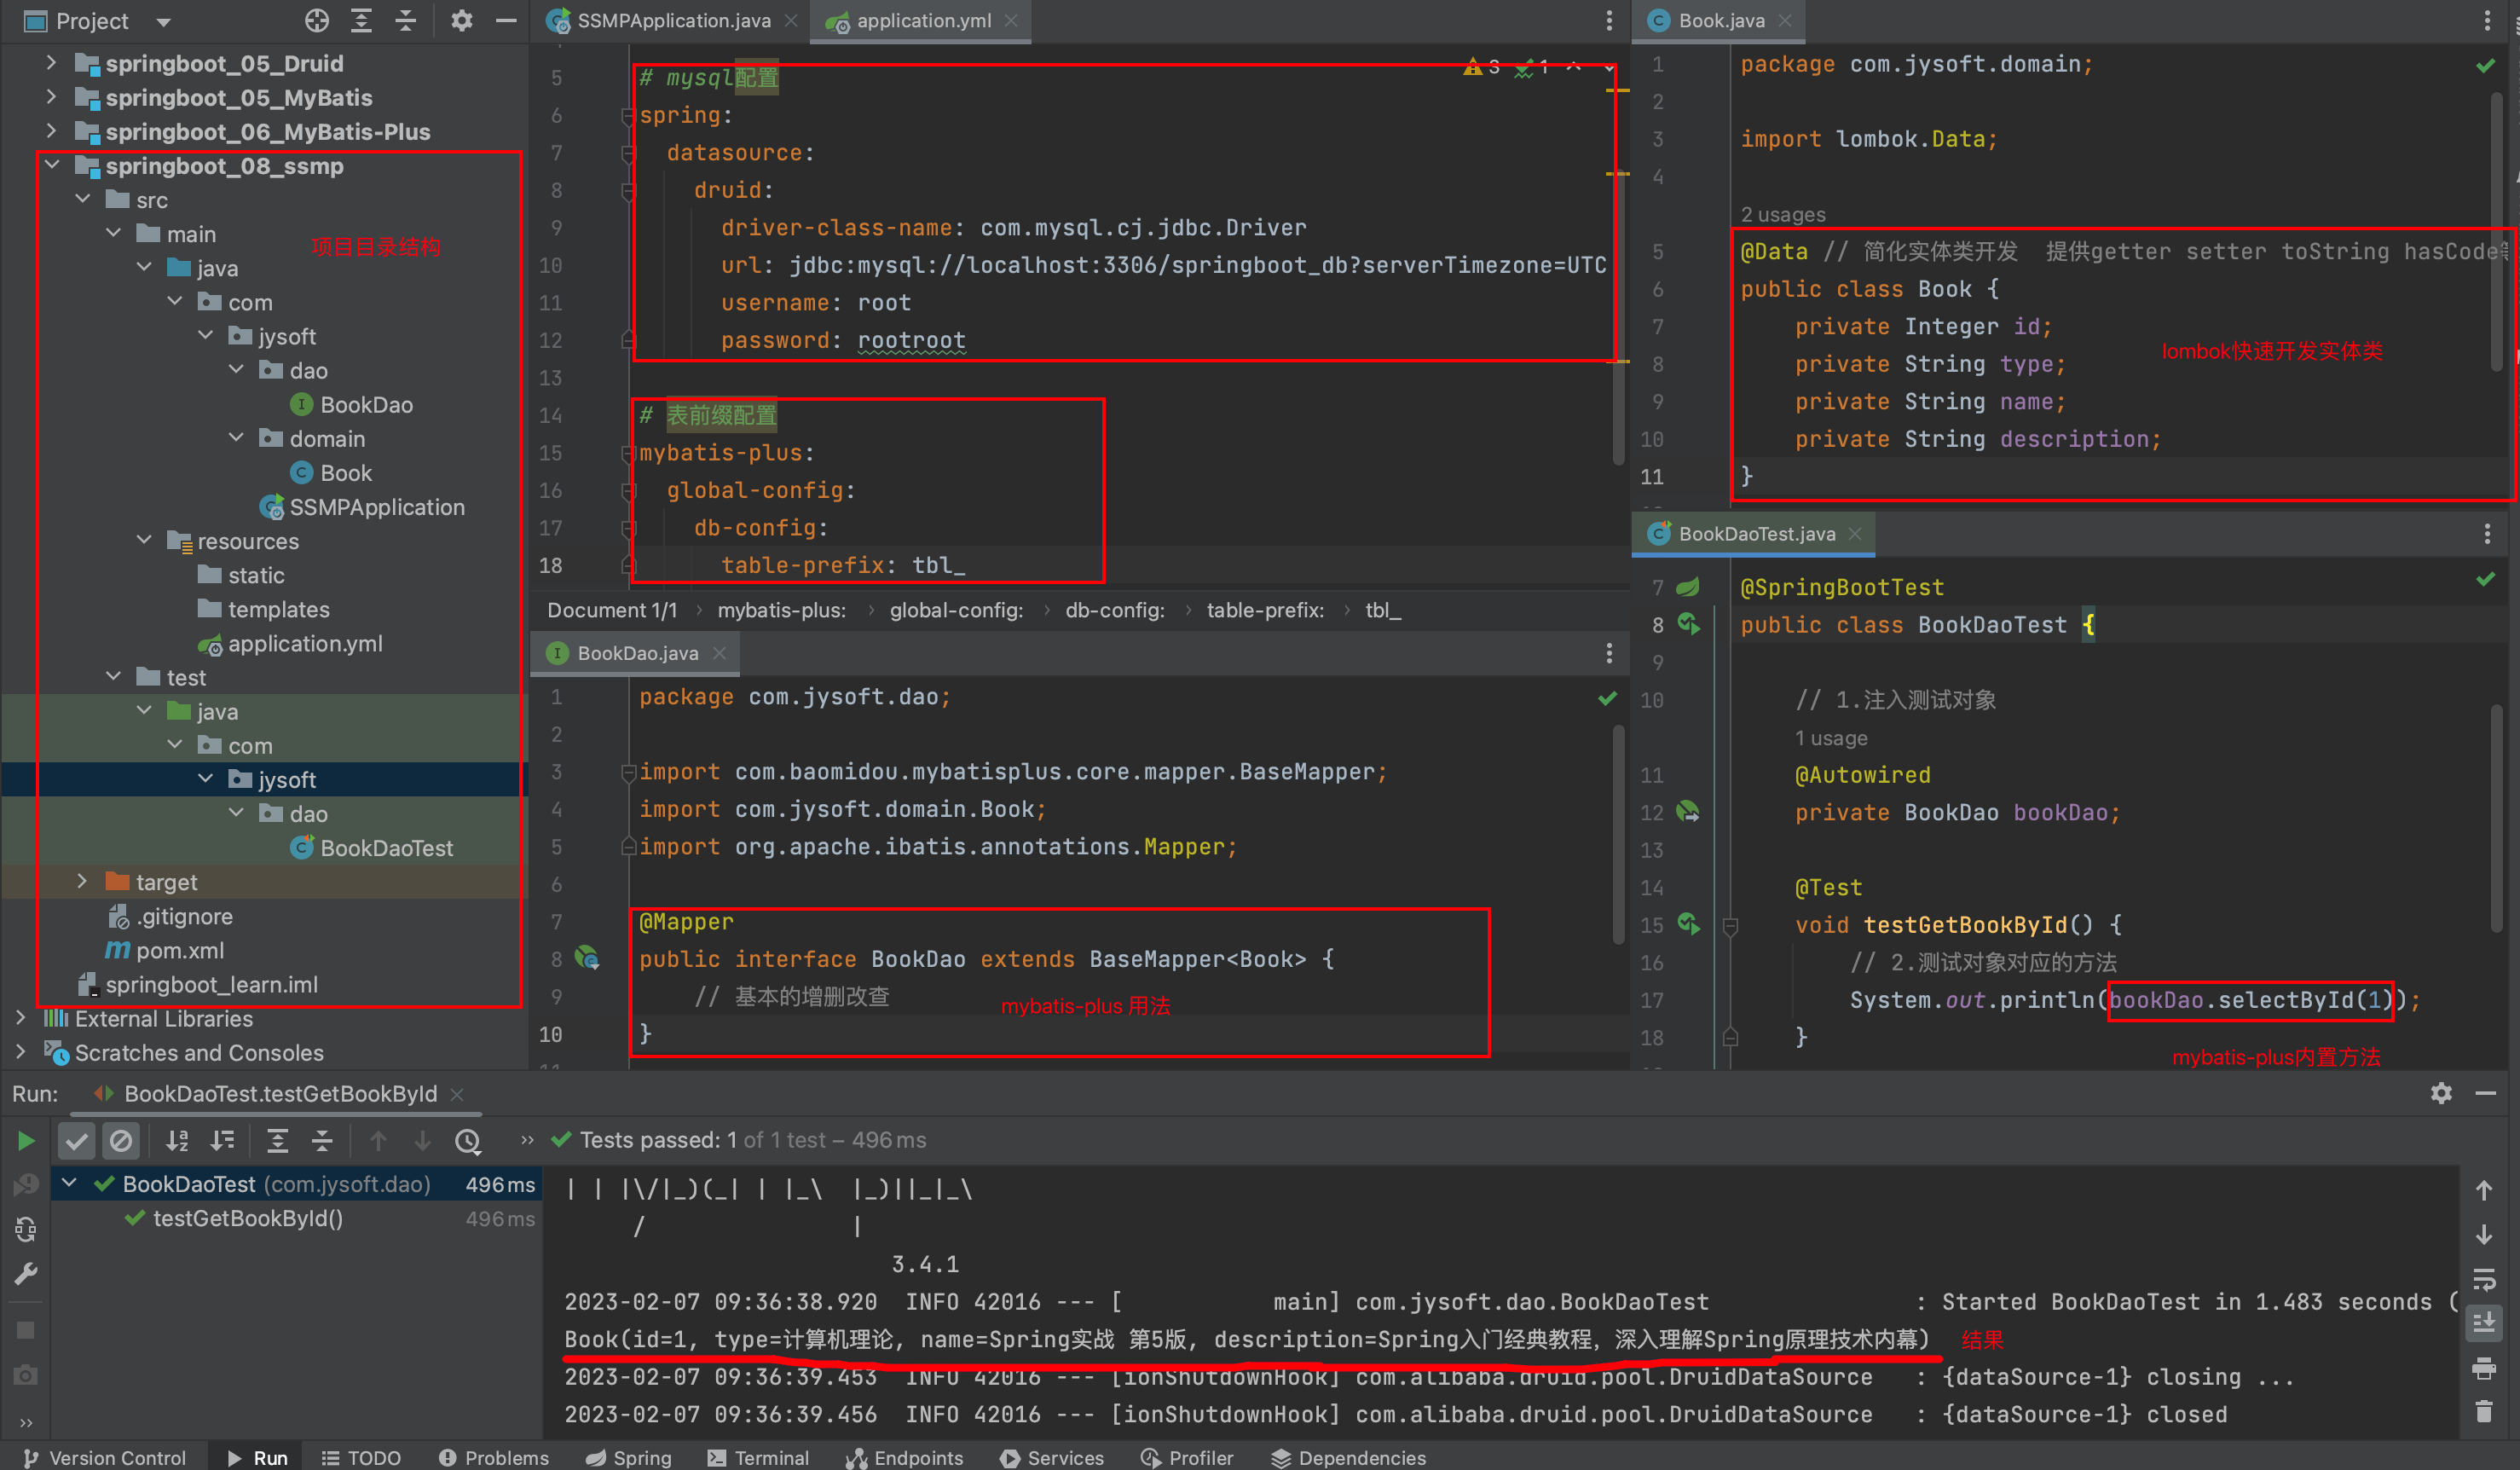 Project
springboot_05_Druid
springboot_05_MyBatis
springboot_06_MyBatis-Plus
springboot_08_ssmp
src
main
项目目录结构
java
com
jysoft
dao
BookDao
domain
Book
SSMPApplication
resources
static
templates
application.yml
test
java
com
jysoft
dao
BookDaoTest
target
.gitignore
pom.xml
springboot_learn.iml
External Libraries
Scratches and Consoles
SSMPApplication.java
application.yml
3 1
5 # mysql配置
6 spring:
7 datasource:
8 druid:
9 driver-class-name: com.mysql.cj.jdbc.Driver
10 url: jdbc:mysql://localhost:3306/springboot_db?serverTimezone=UTC
11 username: root
12 password: rootroot
13
14 # 表前缀配置
15 mybatis-plus:
16 global-config:
17 db-config:
18 table-prefix: tbl_
Document 1/1 › mybatis-plus: › global-config: › db-config: › table-prefix: › tbl_
BookDao.java
1 package com.jysoft.dao;
2
3 import com.baomidou.mybatisplus.core.mapper.BaseMapper;
4 import com.jysoft.domain.Book;
5 import org.apache.ibatis.annotations.Mapper;
6
7 @Mapper
8 public interface BookDao extends BaseMapper<Book> {
9 // 基本的增删改查
mybatis-plus 用法
10 }
Book.java
1 package com.jysoft.domain;
2
3 import lombok.Data;
4
2 usages
5 @Data // 简化实体类开发 提供getter setter toString hasCode
6 public class Book {
7 private Integer id;
lombok快速开发实体类
8 private String type;
9 private String name;
10 private String description;
11 }
BookDaoTest.java
7 @SpringBootTest
8 public class BookDaoTest {
9
10 // 1.注入测试对象
1 usage
11 @Autowired
12 private BookDao bookDao;
13
14 @Test
15 void testGetBookById() {
16 // 2.测试对象对应的方法
17 System.out.println(bookDao.selectById(1));
18 }
mybatis-plus内置方法
Run: BookDaoTest.testGetBookById
Tests passed: 1 of 1 test – 496 ms
BookDaoTest (com.jysoft.dao) 496 ms
testGetBookById() 496 ms
| | |\/|_)(_| | |_\ |_)||_|_\
/ |
3.4.1
2023-02-07 09:36:38.920 INFO 42016 --- [ main] com.jysoft.dao.BookDaoTest : Started BookDaoTest in 1.483 seconds (
Book(id=1, type=计算机理论, name=Spring实战 第5版, description=Spring入门经典教程，深入理解Spring原理技术内幕)
结果
2023-02-07 09:36:39.453 INFO 42016 --- [ionShutdownHook] com.alibaba.druid.pool.DruidDataSource : {dataSource-1} closing ...
2023-02-07 09:36:39.456 INFO 42016 --- [ionShutdownHook] com.alibaba.druid.pool.DruidDataSource : {dataSource-1} closed
Version Control Run TODO Problems Spring Terminal Endpoints Services Profiler Dependencies